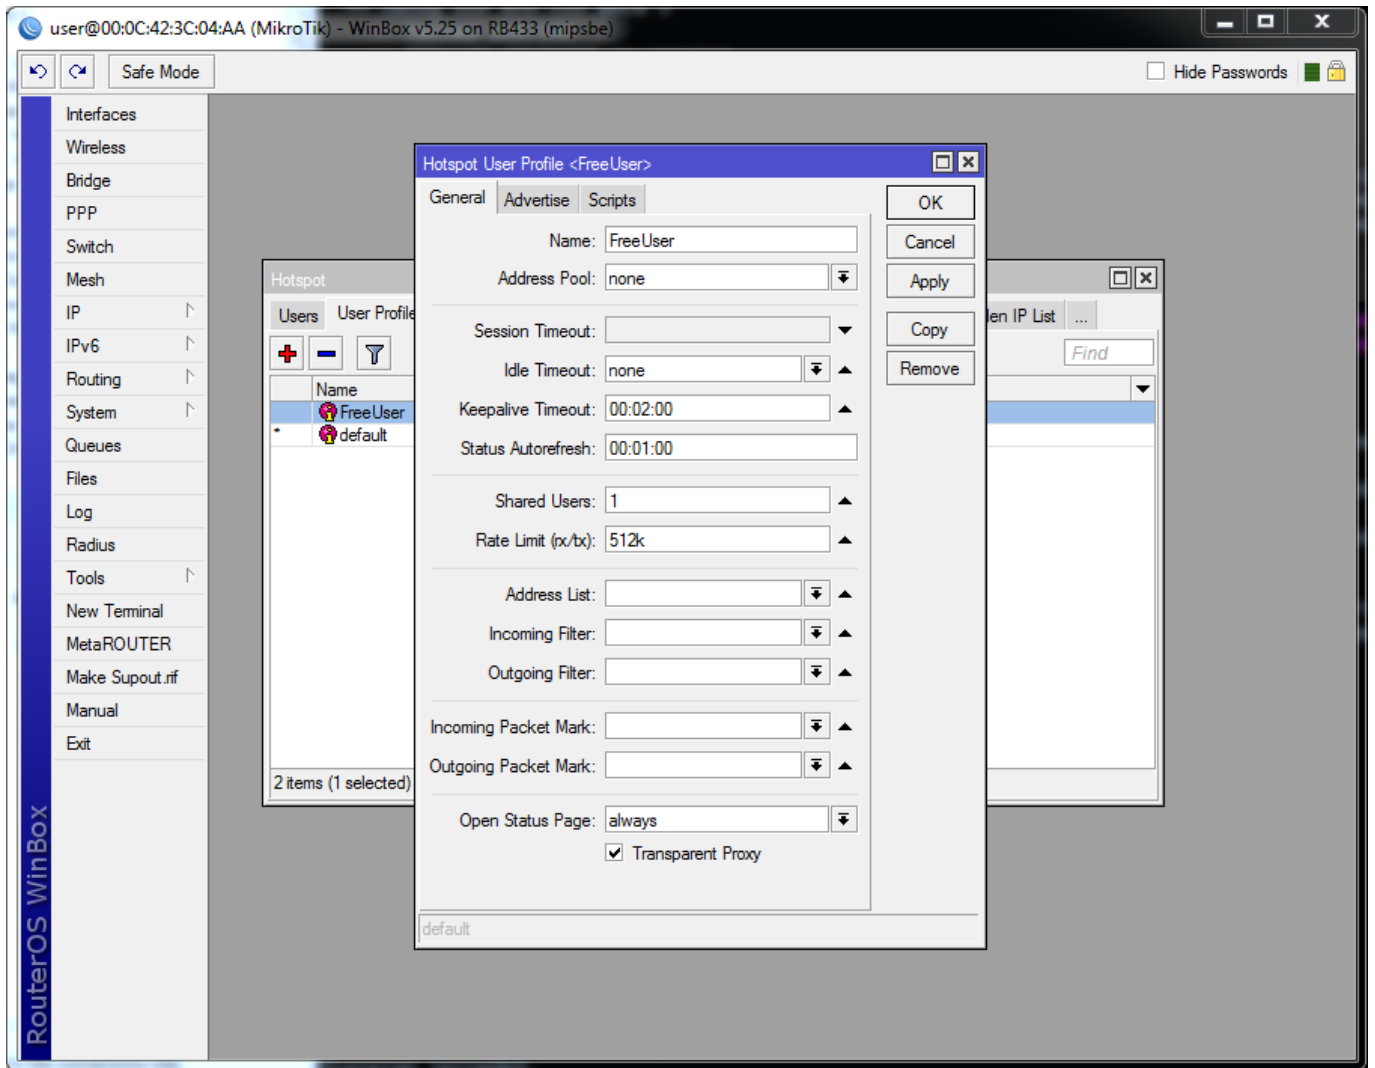 user@00:0C:42:3C:04:AA (MikroTik) - WinBox v5.25 on RB433 (mipsbe)
Safe Mode
Hide Passwords
Interfaces
Wireless
Bridge
PPP
Switch
Mesh
IP
IPv6
Routing
System
Queues
Files
Log
Radius
Tools
New Terminal
MetaROUTER
Make Supout.rif
Manual
Exit
RouterOS WinBox
Hotspot
Users User Profile
den IP List ...
Find
Name
FreeUser
* default
2 items (1 selected)
Hotspot User Profile <FreeUser>
General Advertise Scripts
Name: FreeUser
Address Pool: none
Session Timeout:
Idle Timeout: none
Keepalive Timeout: 00:02:00
Status Autorefresh: 00:01:00
Shared Users: 1
Rate Limit (rx/tx): 512k
Address List:
Incoming Filter:
Outgoing Filter:
Incoming Packet Mark:
Outgoing Packet Mark:
Open Status Page: always
Transparent Proxy
default
OK
Cancel
Apply
Copy
Remove